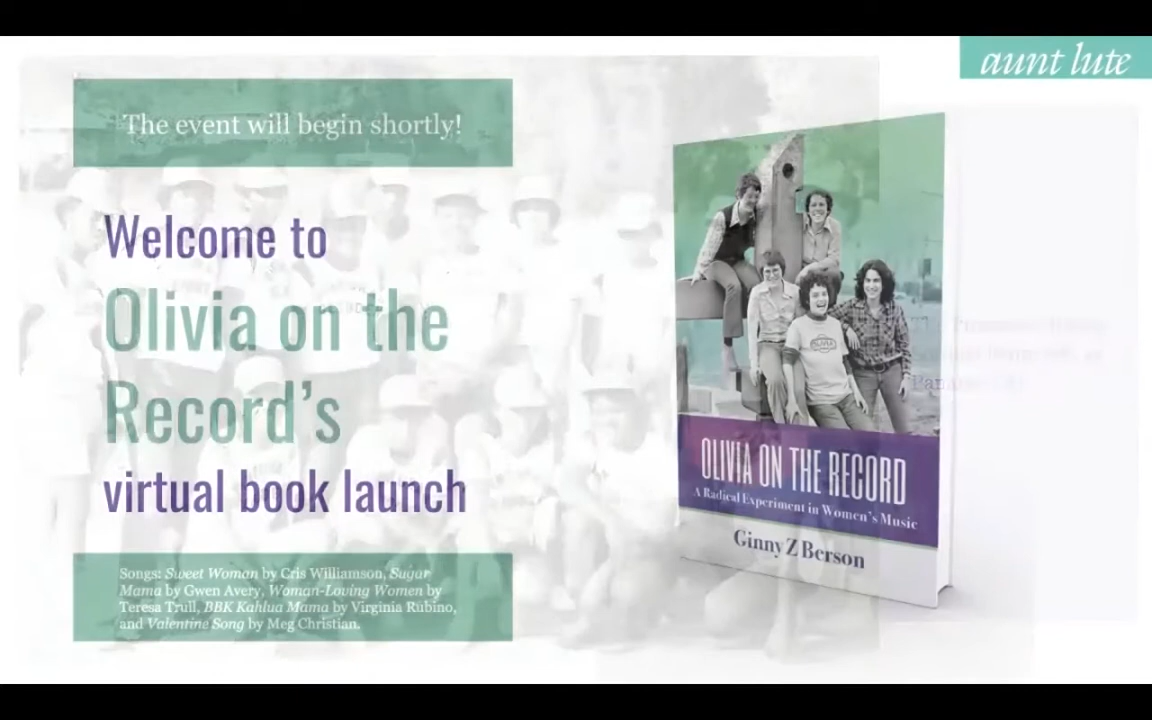 aunt lute
The event will begin shortly!
Welcome to
Olivia on the
Record's
virtual book launch
Songs: Sweet Woman by Cris Williamson, Sugar
Mama by Gwen Avery, Woman-Loving Women by
Teresa Trull, BBK Kahlua Mama by Virginia Rubino,
and Valentine Song by Meg Christian.
OLIVIA
OLIVIA ON THE RECORD
A Radical Experiment in Women's Music
Ginny Z Berson